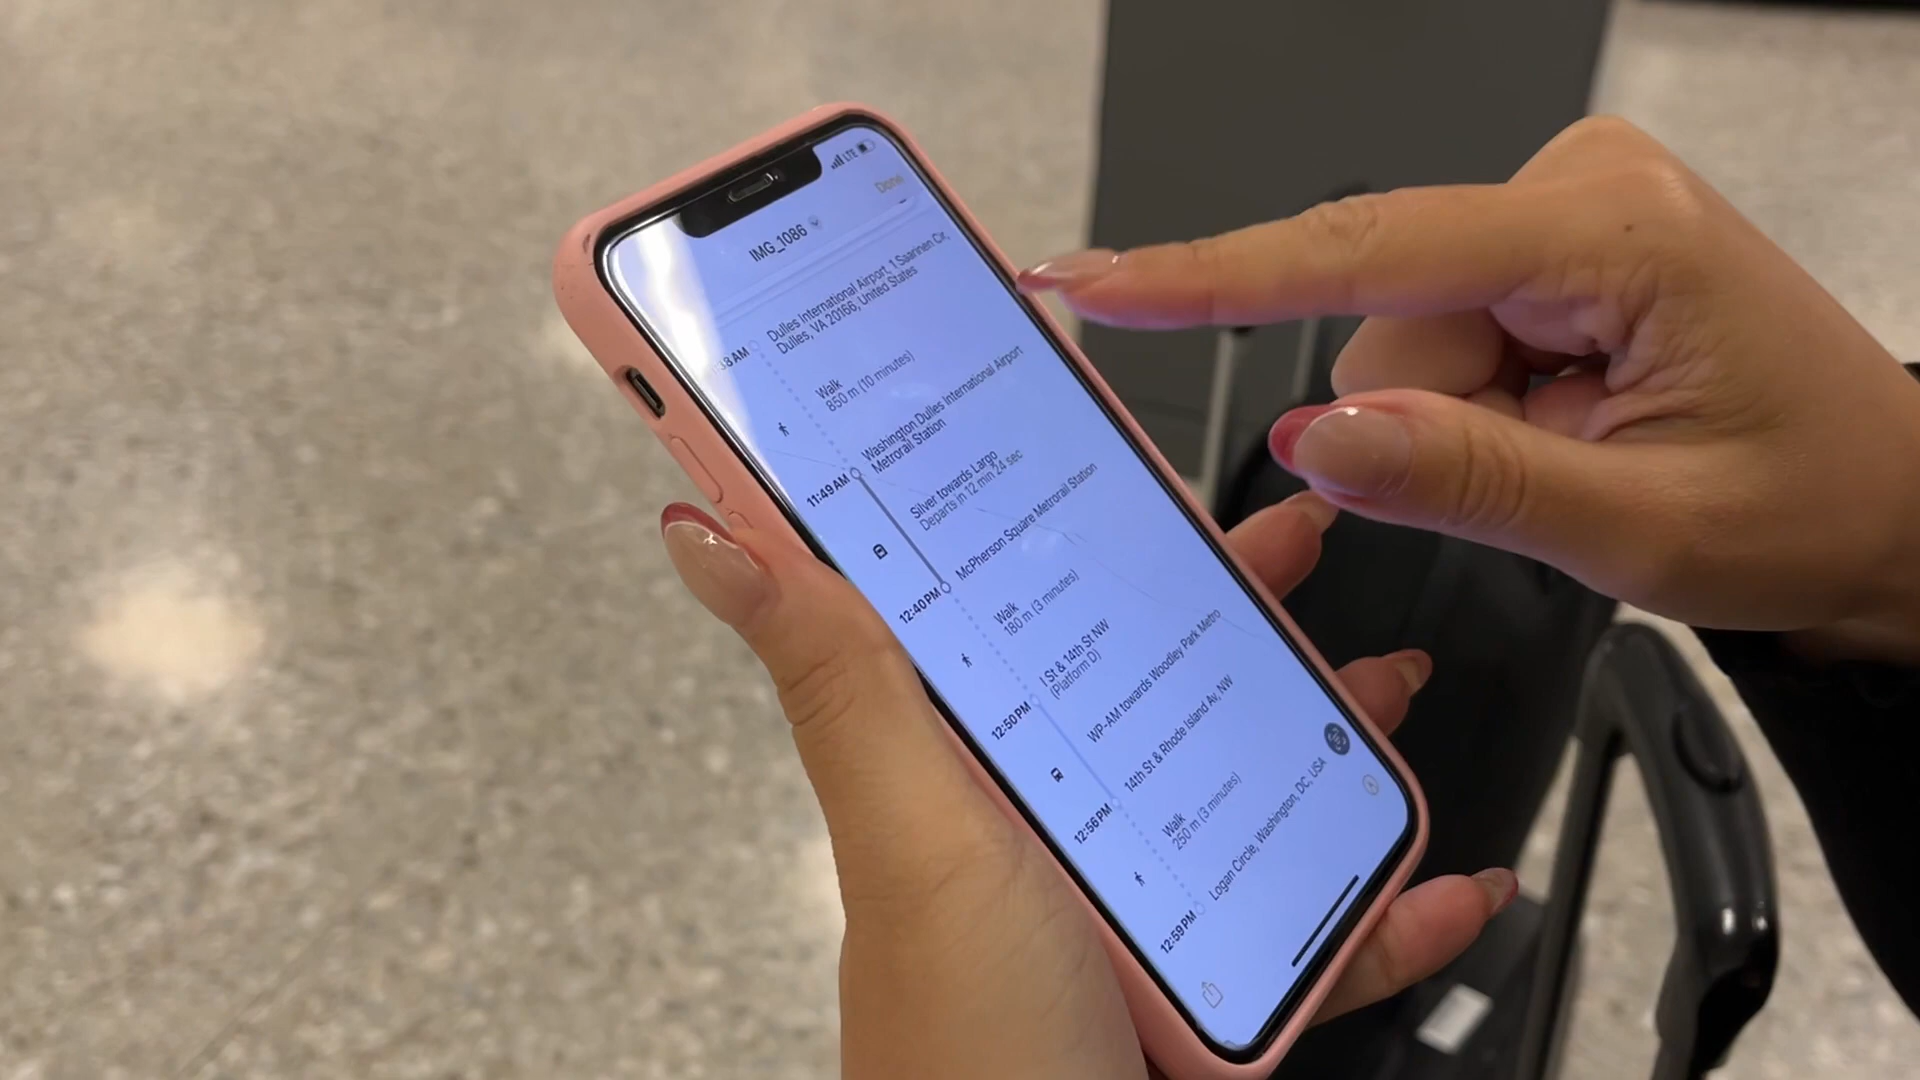 LTE
Done
IMG_1086
Dulles International Airport, 1 Saarinen Cir,
Dulles, VA 20166, United States
:38 AM
Walk
850 m (10 minutes)
Washington Dulles International Airport
Metrorail Station
11:49 AM
Silver towards Largo
Departs in 12 min 24 sec
McPherson Square Metrorail Station
12:40 PM
Walk
180 m (3 minutes)
I St & 14th St NW
(Platform D)
12:50 PM
WP-AM towards Woodley Park Metro
14th St & Rhode Island Av, NW
12:56 PM
Walk
250 m (3 minutes)
Logan Circle, Washington, DC, USA
12:59 PM